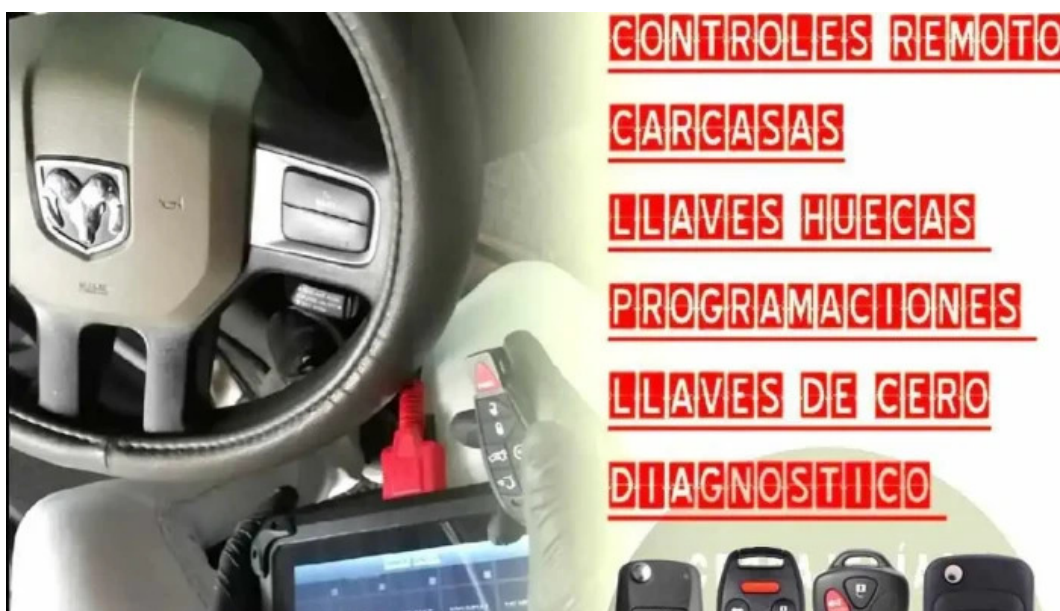 CONTROLES REMOTO
CARCASAS
LLAVES HUECAS
PROGRAMACIONES
LLAVES DE CERO
DIAGNOSTICO